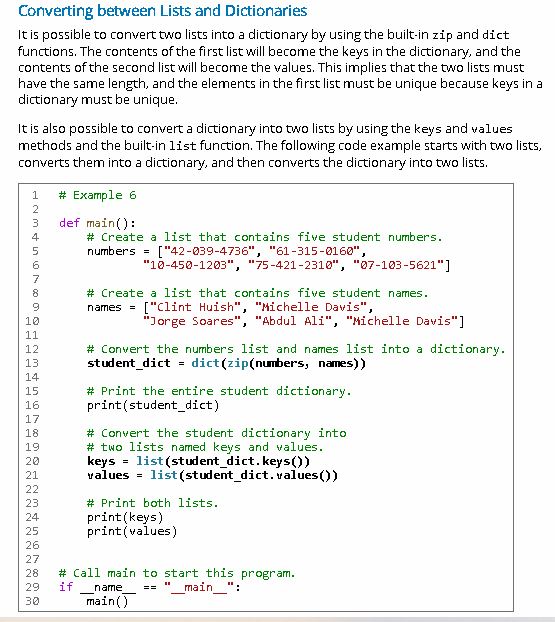 Converting between Lists and Dictionaries
It is possible to convert two lists into a dictionary by using the built-in zip and dict
functions. The contents of the first list will become the keys in the dictionary, and the
contents of the second list will become the values. This implies that the two lists must
have the same length, and the elements in the first list must be unique because keys in a
dictionary must be unique.
It is also possible to convert a dictionary into two lists by using the keys and values
methods and the built-in list function. The following code example starts with two lists,
converts them into a dictionary, and then converts the dictionary into two lists.
1 # Example 6
2
3 def main():
4     # Create a list that contains five student numbers.
5     numbers = ["42-039-4736", "61-315-0160",
6             "10-450-1203", "75-421-2310", "07-103-5621"]
7
8     # Create a list that contains five student names.
9     names = ["Clint Huish", "Michelle Davis",
10             "Jorge Soares", "Abdul Ali", "Michelle Davis"]
11
12     # Convert the numbers list and names list into a dictionary.
13     student_dict = dict(zip(numbers, names))
14
15     # Print the entire student dictionary.
16     print(student_dict)
17
18     # Convert the student dictionary into
19     # two lists named keys and values.
20     keys = list(student_dict.keys())
21     values = list(student_dict.values())
22
23     # Print both lists.
24     print(keys)
25     print(values)
26
27
28 # Call main to start this program.
29 if __name__ == "__main__":
30     main()